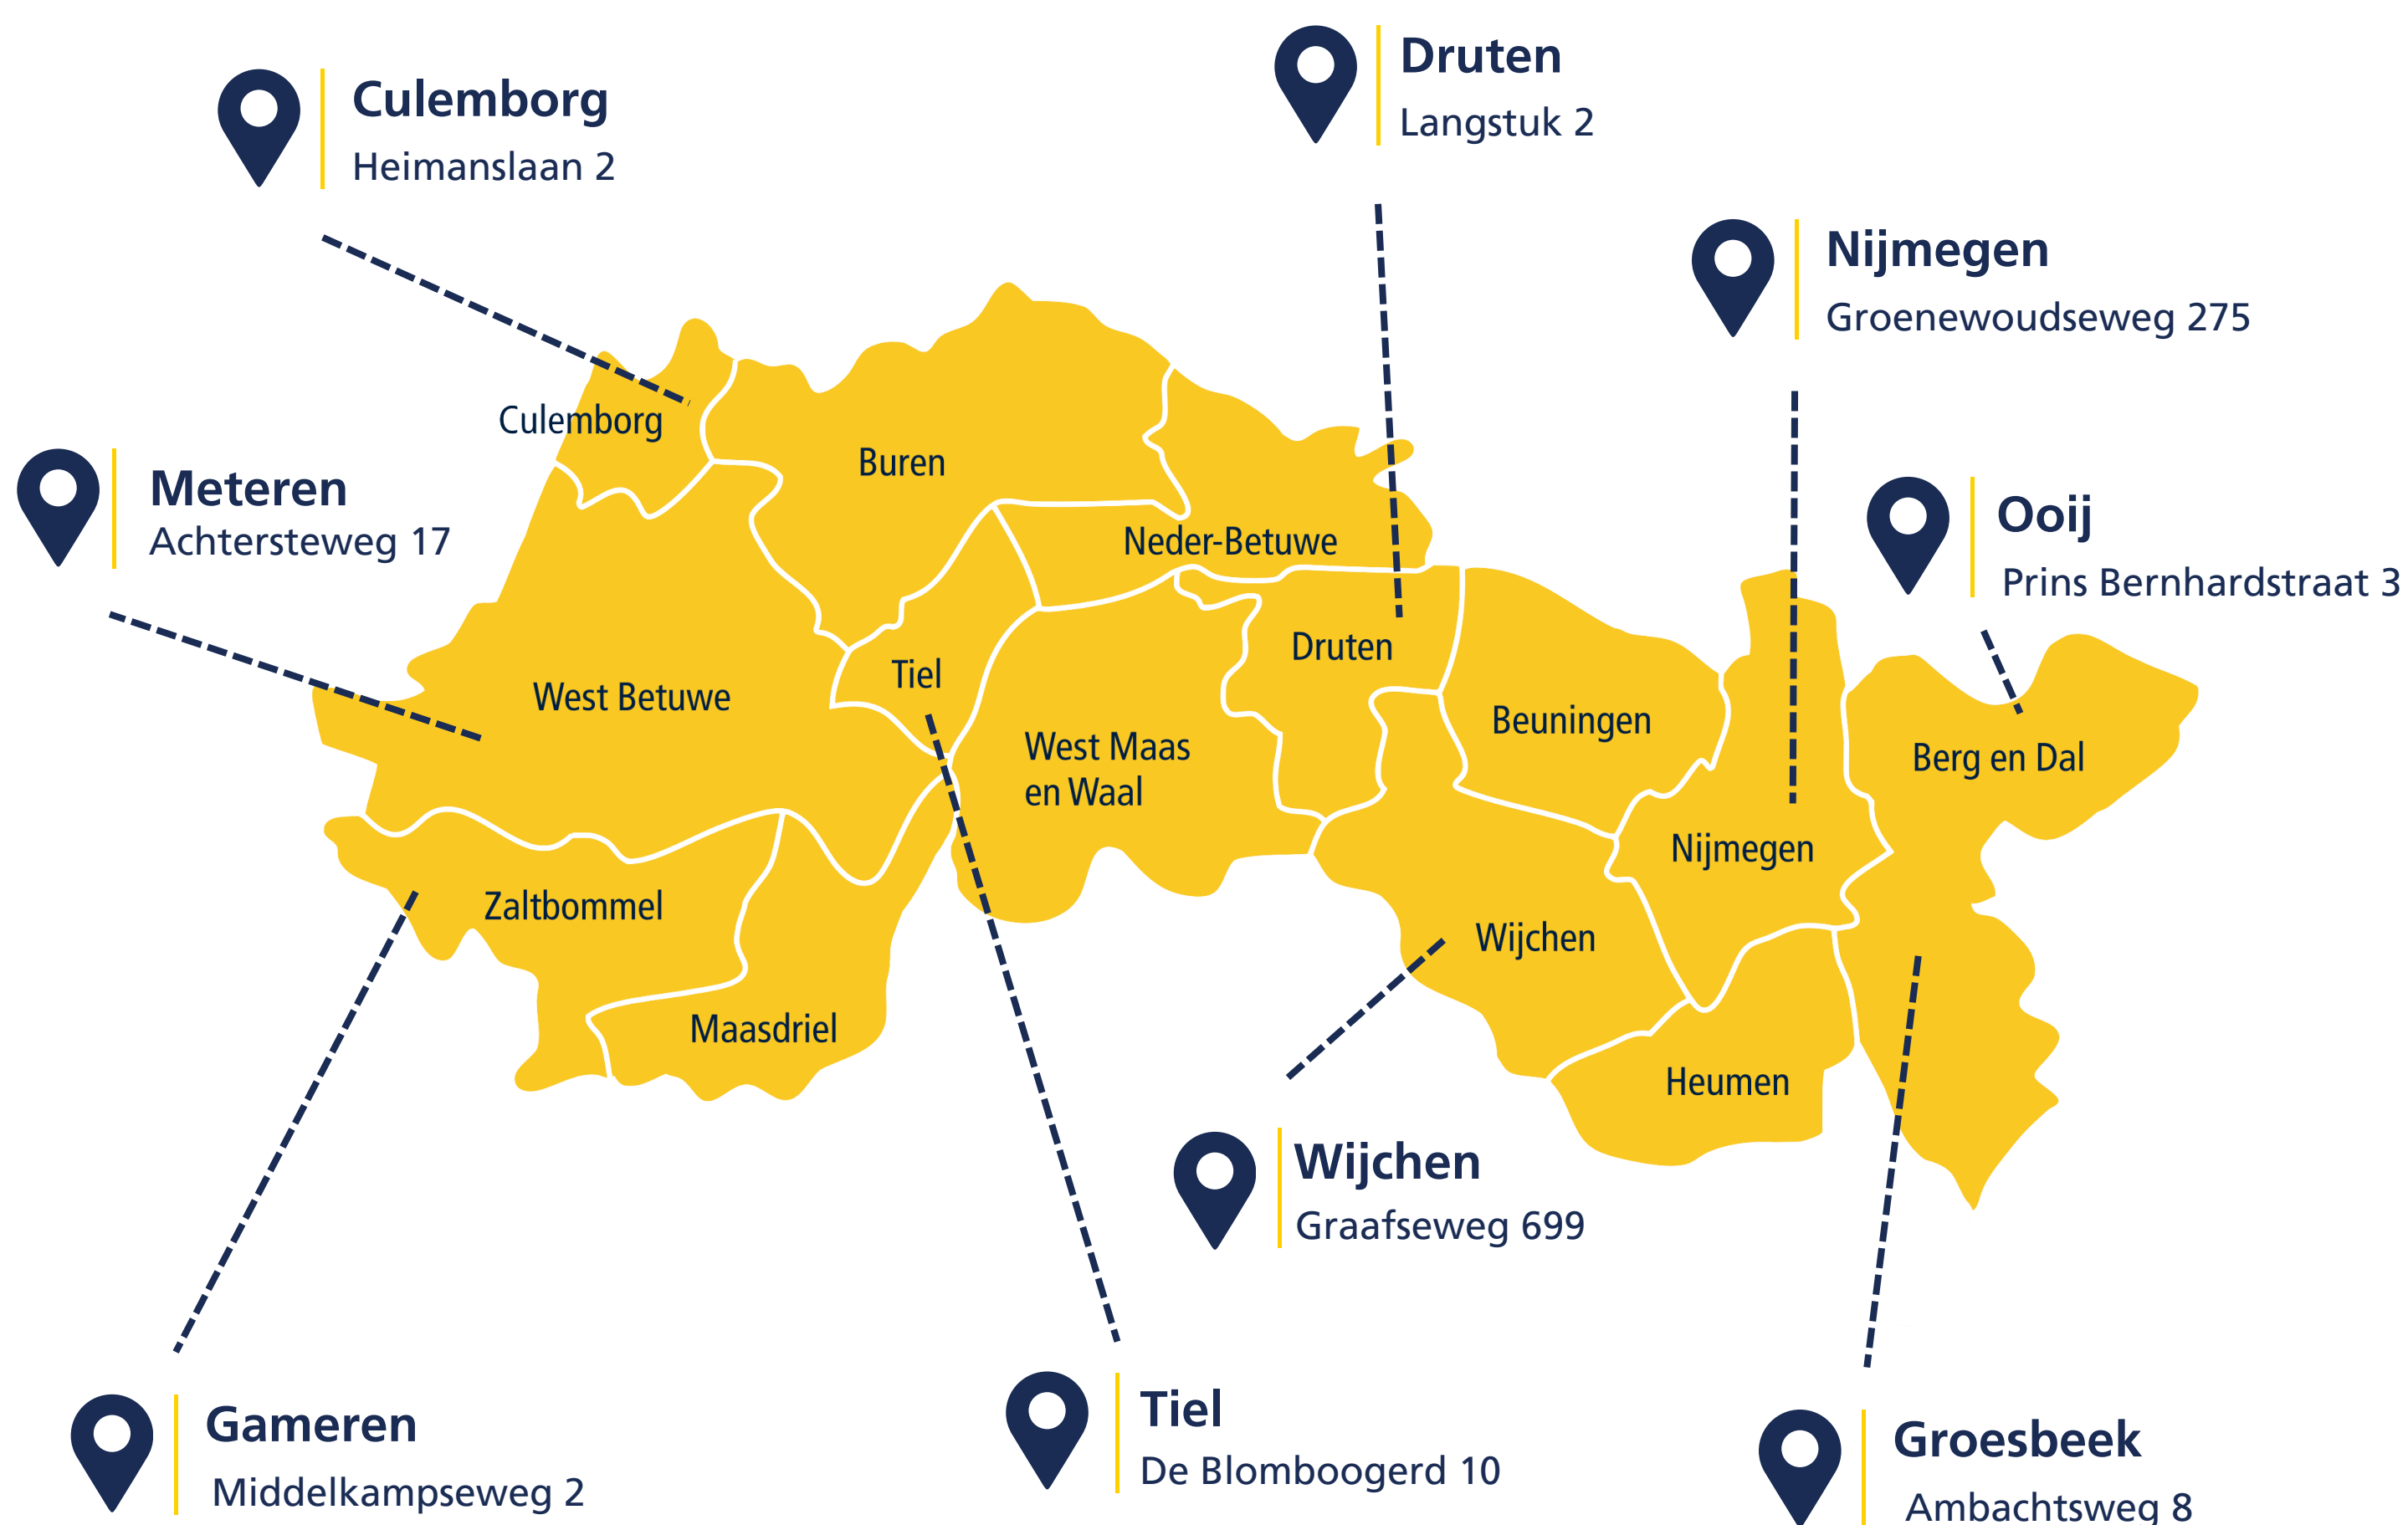 Druten
Langstuk 2
Culemborg
Heimanslaan 2
Nijmegen
Groenewoudseweg 275
Meteren
Achtersteweg 17
Ooij
Prins Bernhardstraat 3
Culemborg
Buren
Neder-Betuwe
Druten
Tiel
West Betuwe
Beuningen
West Maas
en Waal
Berg en Dal
Nijmegen
Zaltbommel
Wijchen
Maasdriel
Heumen
Wijchen
Graafseweg 699
Gameren
Middelkampseweg 2
Tiel
De Blomboogerd 10
Groesbeek
Ambachtsweg 8